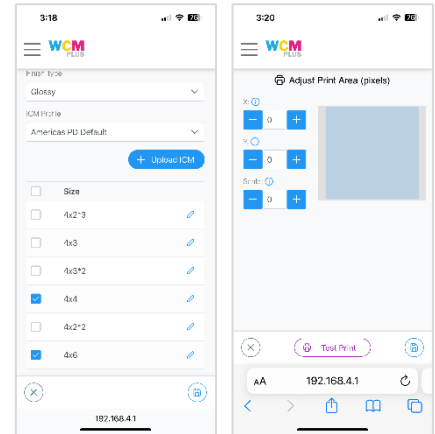 3:18
WCM
PLUS
Finish Type
Glossy
ICM Profile
Americas PD Default
+ Upload ICM
Size
4x2*3
4x3
4x3*2
4x4
4x2*2
4x6
192.168.4.1
3:20
WCM
PLUS
Adjust Print Area (pixels)
X:
0
Y:
0
Scale:
0
Test Print
AA
192.168.4.1